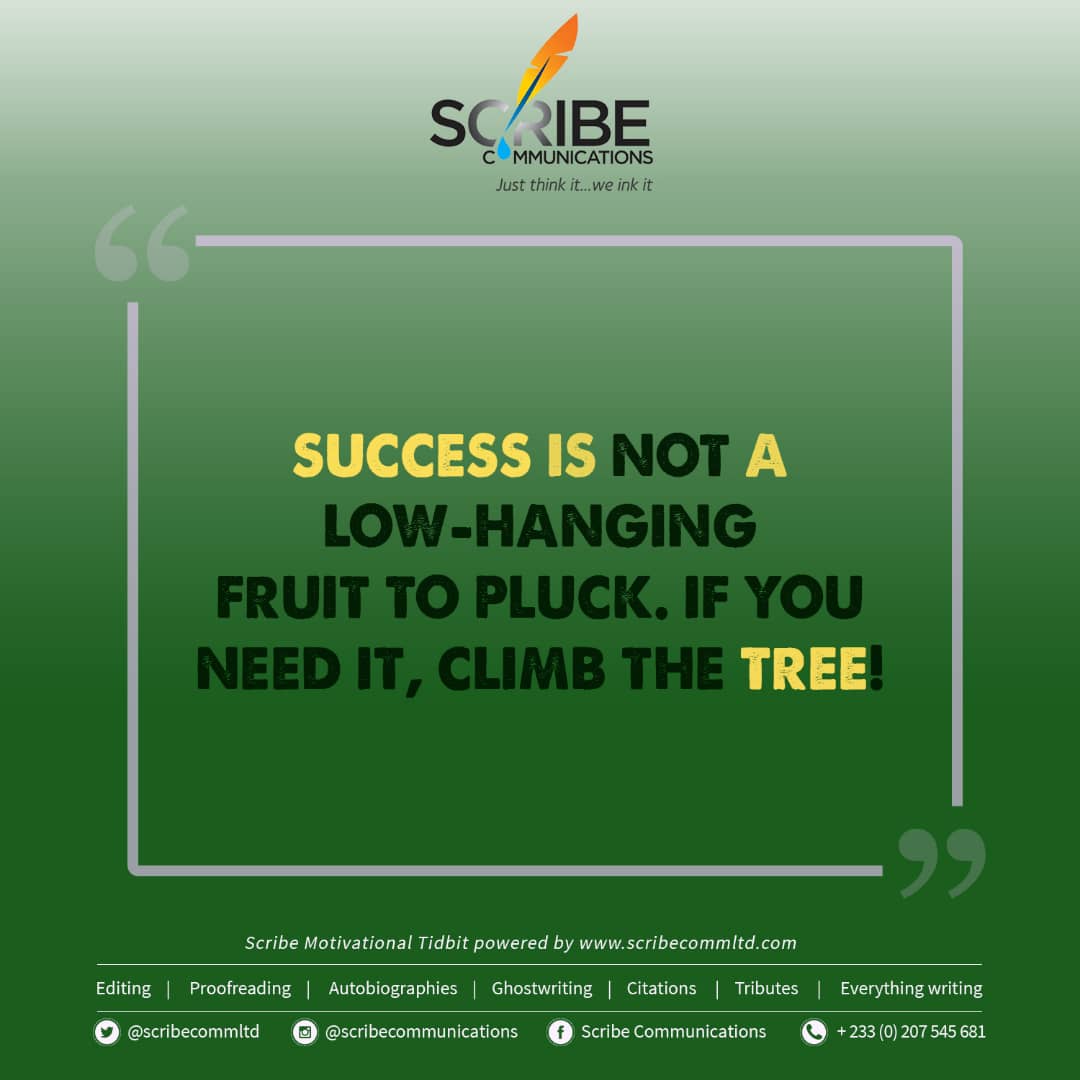 SCRIBE
COMMUNICATIONS
Just think it...we ink it
“
SUCCESS IS NOT A
LOW-HANGING
FRUIT TO PLUCK. IF YOU
NEED IT, CLIMB THE TREE!
”
Scribe Motivational Tidbit powered by www.scribecommltd.com
Editing | Proofreading | Autobiographies | Ghostwriting | Citations | Tributes | Everything writing
@scribecommltd @scribecommunications Scribe Communications + 233 (0) 207 545 681